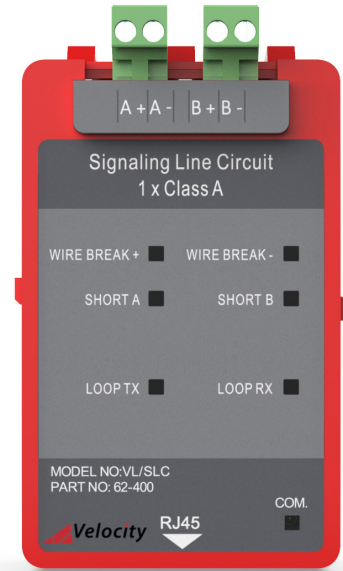 A+ A- B+ B-
Signaling Line Circuit
1 x Class A
WIRE BREAK + WIRE BREAK -
SHORT A SHORT B
LOOP TX LOOP RX
MODEL NO:VL/SLC
PART NO: 62-400
COM.
Velocity RJ45